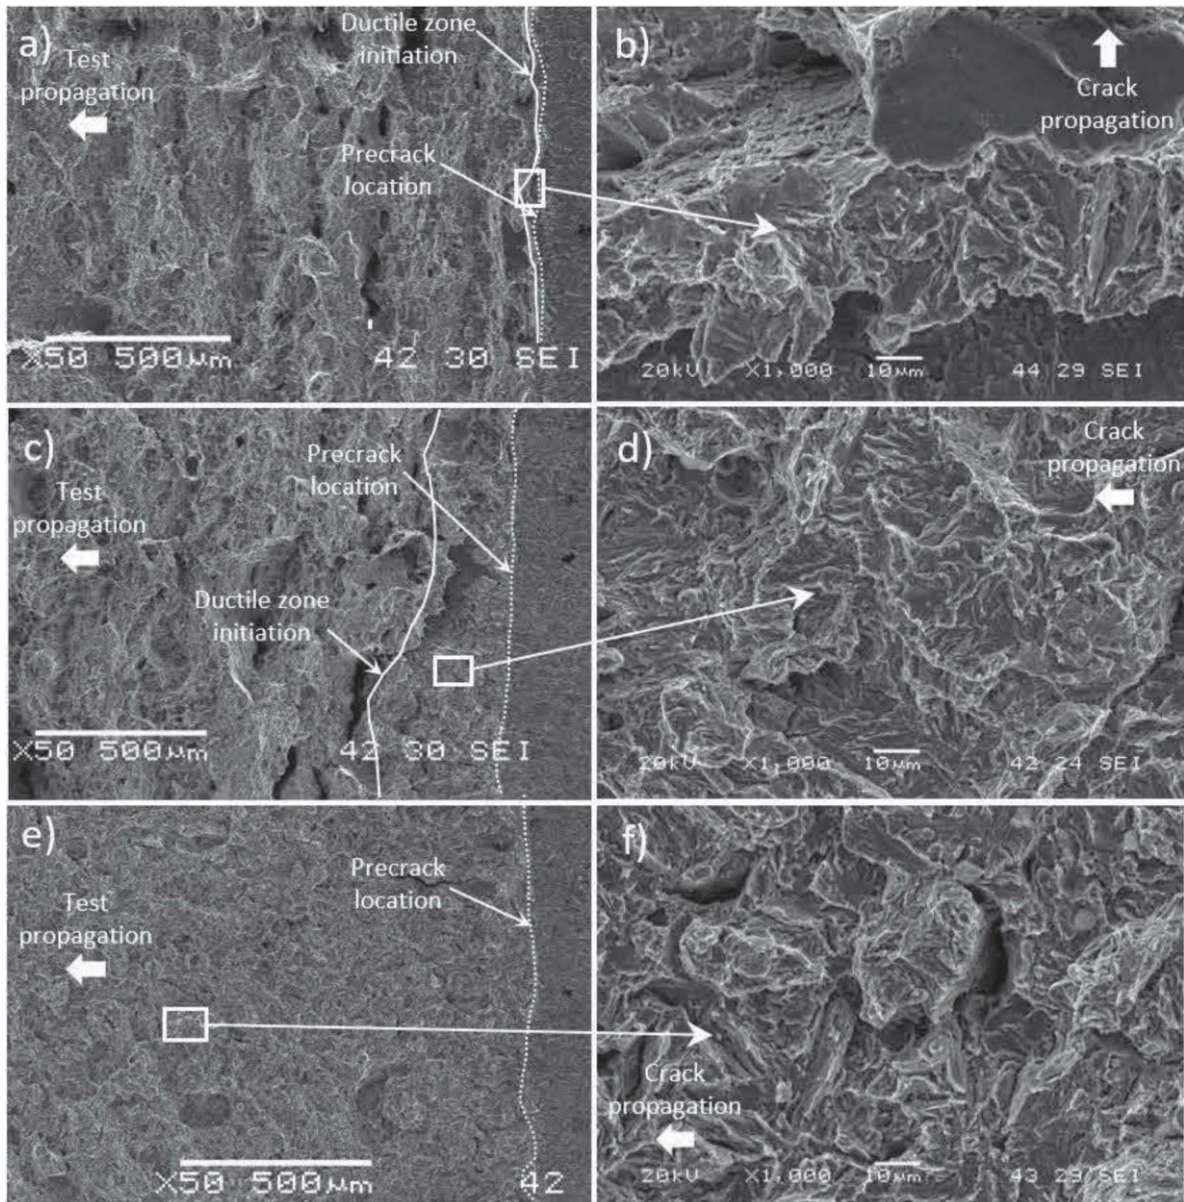 a)
Test
propagation
Ductile zone
initiation
Precrack
location
X50 500µm
42 30 SEI
b)
Crack
propagation
20kV X1,000 10µm 44 29 SEI
c)
Test
propagation
Precrack
location
Ductile zone
initiation
X50 500µm
42 30 SEI
d)
Crack
propagation
20kV X1,000 10µm 42 24 SEI
e)
Test
propagation
Precrack
location
X50 500µm
42
f)
Crack
propagation
20kV X1,000 10µm 43 29 SEI